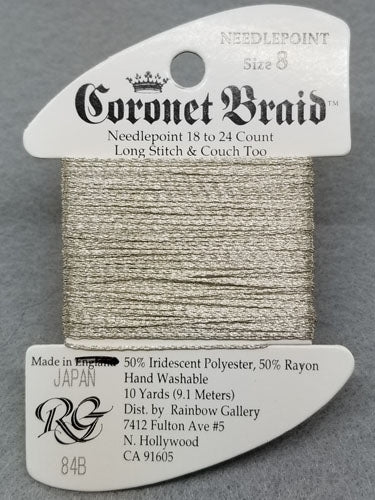 NEEDLEPOINT
Size 8
Coronet Braid™
Needlepoint 18 to 24 Count
Long Stitch & Couch Too
Made in England
JAPAN
RG
84B
50% Iridescent Polyester, 50% Rayon
Hand Washable
10 Yards (9.1 Meters)
Dist. by Rainbow Gallery
7412 Fulton Ave #5
N. Hollywood
CA 91605